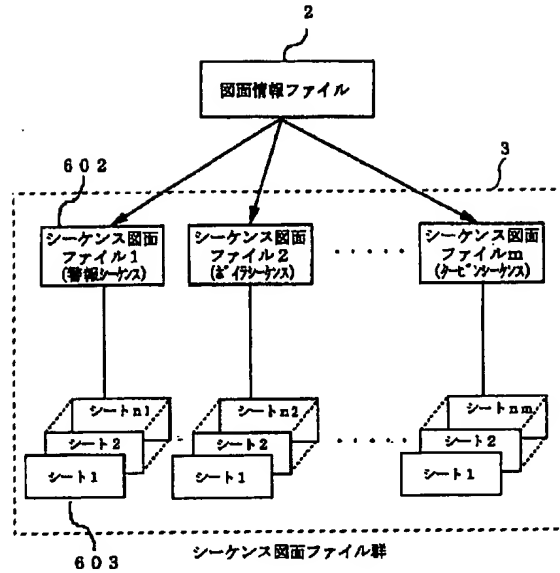 2
図面情報ファイル
602
3
シーケンス図面
ファイル1
(警報シーケンス)
シーケンス図面
ファイル2
(ボイラシーケンス)
シーケンス図面
ファイルm
(タービンシーケンス)
シートn1
シート2
シート1
シートn2
シート2
シート1
シートnm
シート2
シート1
603
シーケンス図面ファイル群